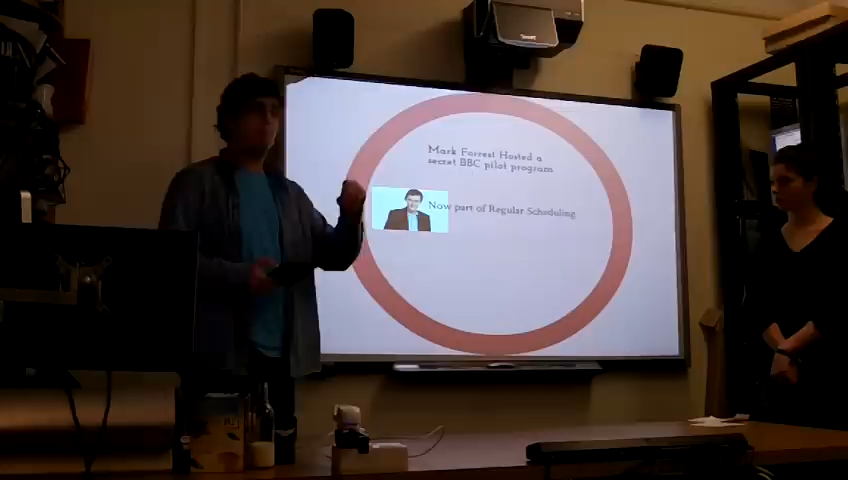 Mark Forrest Hosted a
secret BBC pilot program
Now part of Regular Scheduling